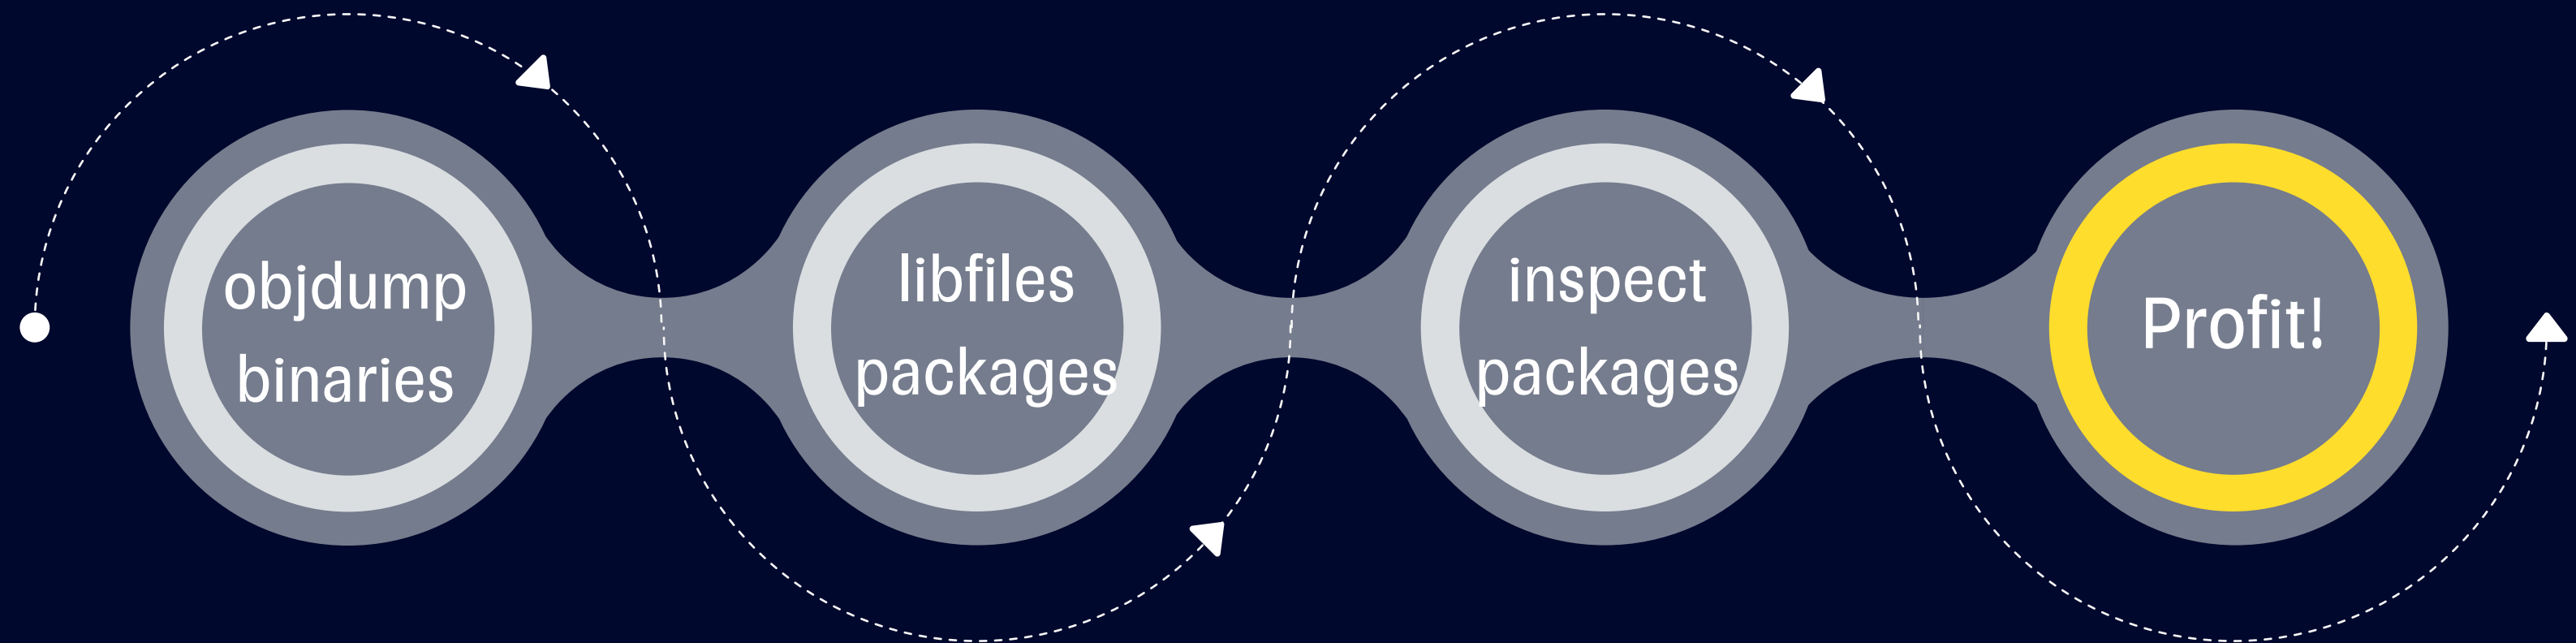 objdump
binaries
libfiles
packages
inspect
packages
Profit!